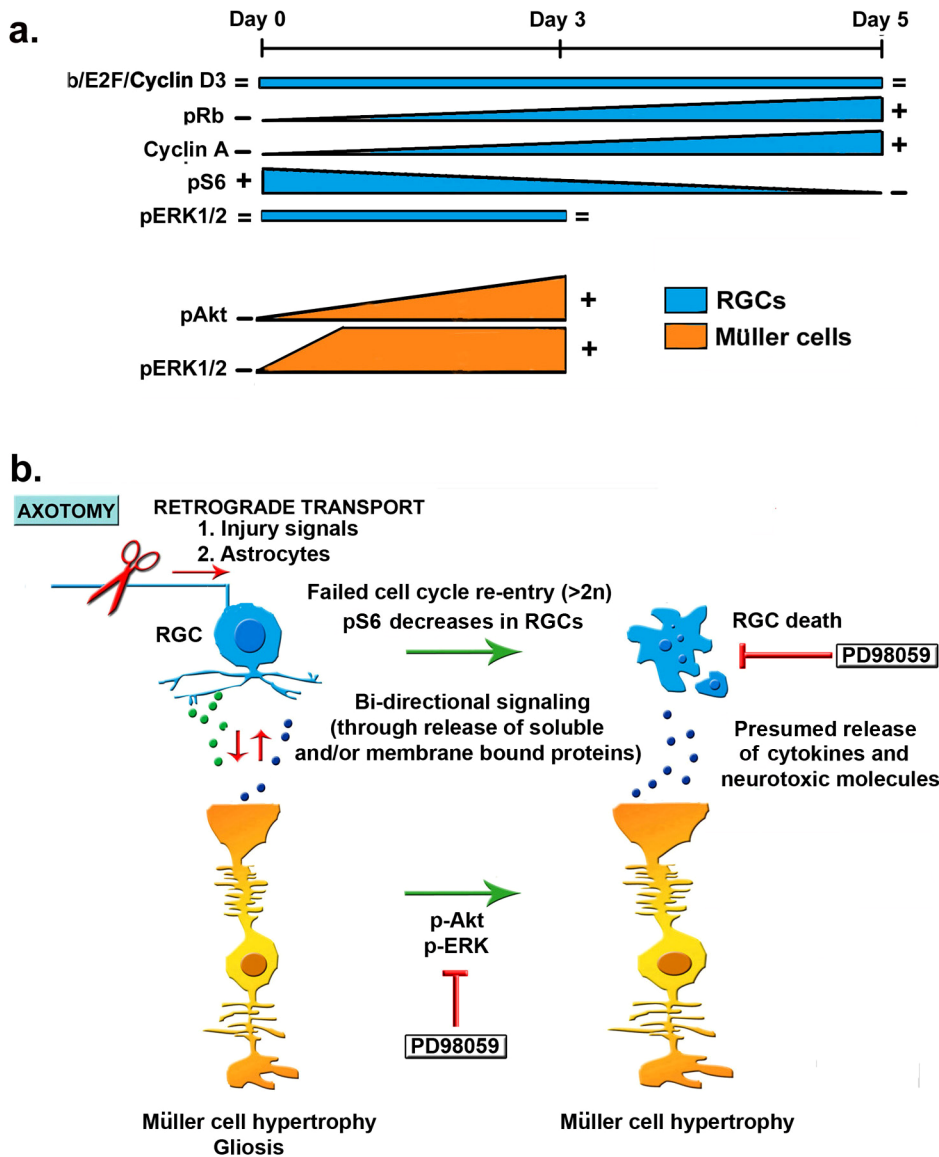 a.
Day 0 Day 3 Day 5
b/E2F/Cyclin D3 = =
pRb − +
Cyclin A − +
pS6 + −
pERK1/2 = =
pAkt − +
pERK1/2 − +
RGCs
Müller cells
b.
AXOTOMY
RETROGRADE TRANSPORT
1. Injury signals
2. Astrocytes
RGC
Failed cell cycle re-entry (>2n)
pS6 decreases in RGCs
RGC death
PD98059
Bi-directional signaling
(through release of soluble
and/or membrane bound proteins)
Presumed release
of cytokines and
neurotoxic molecules
p-Akt
p-ERK
PD98059
Müller cell hypertrophy
Gliosis
Müller cell hypertrophy